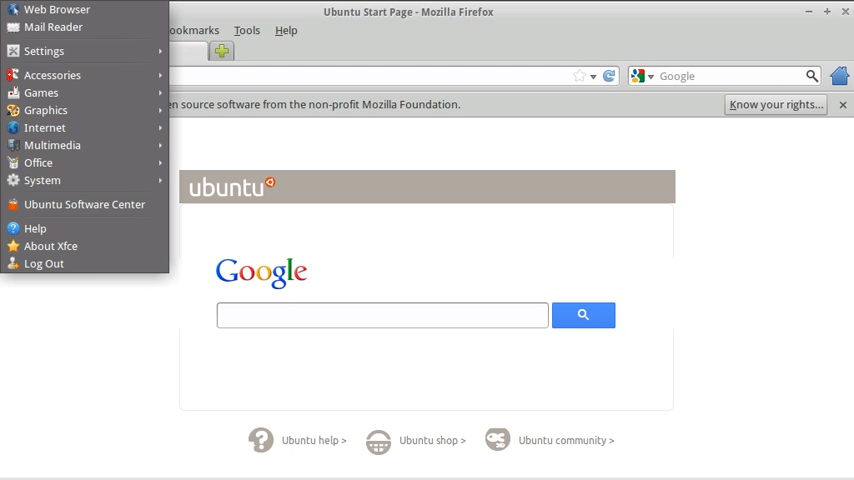 Web Browser
Mail Reader
Settings
Accessories
Games
Graphics
Internet
Multimedia
Office
System
Ubuntu Software Center
Help
About Xfce
Log Out
Ubuntu Start Page - Mozilla Firefox
ookmarks Tools Help
Google
en source software from the non-profit Mozilla Foundation.
Know your rights...
ubuntu
Google
Ubuntu help >
Ubuntu shop >
Ubuntu community >